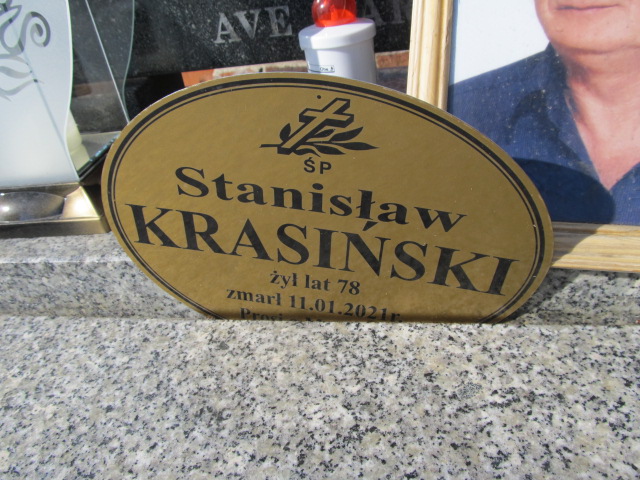 AVE
ŚP
Stanisław
KRASIŃSKI
żył lat 78
zmarł 11.01.2021r.